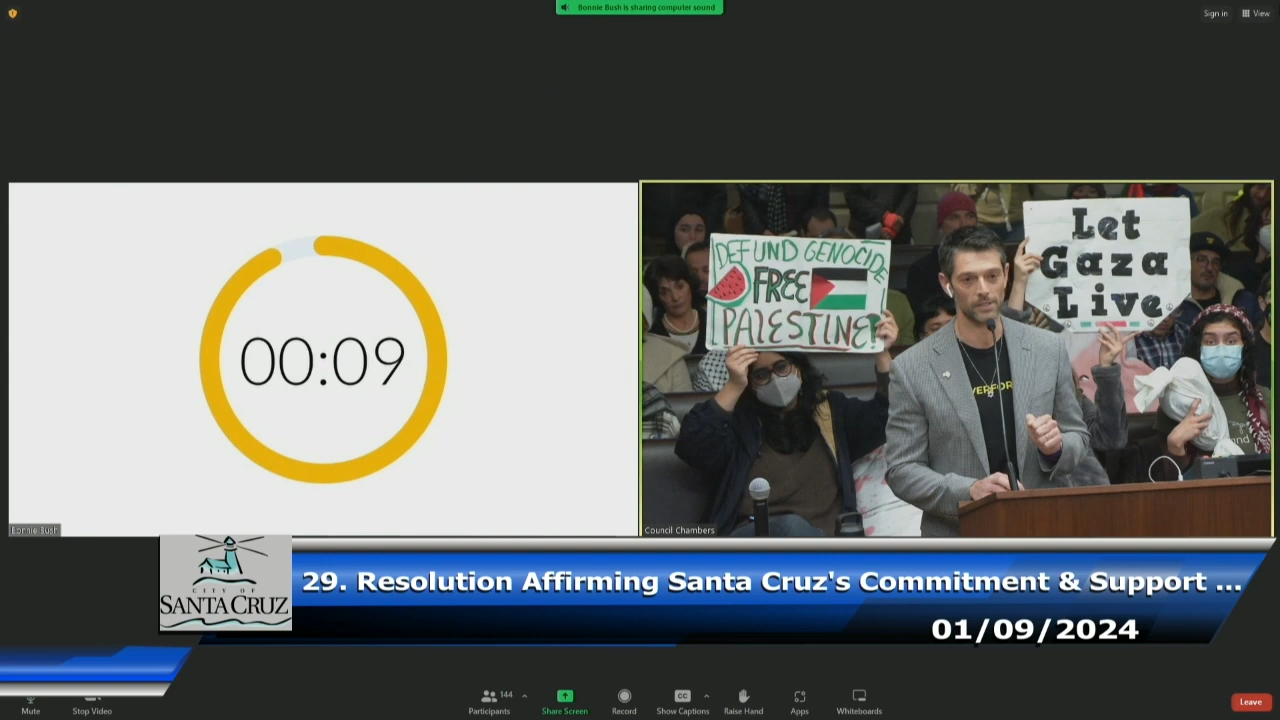 Bonnie Bush is sharing computer sound
Sign in
View
00:09
DEFUND GENOCIDE
FREE
PALESTINE!
Let
Gaza
Live
VERFOR
Bonnie Bush
Council Chambers
CITY OF
SANTA CRUZ
29. Resolution Affirming Santa Cruz's Commitment & Support ...
01/09/2024
Mute
Stop Video
Participants
144
Share Screen
Record
CC
Show Captions
Raise Hand
Apps
Whiteboards
Leave